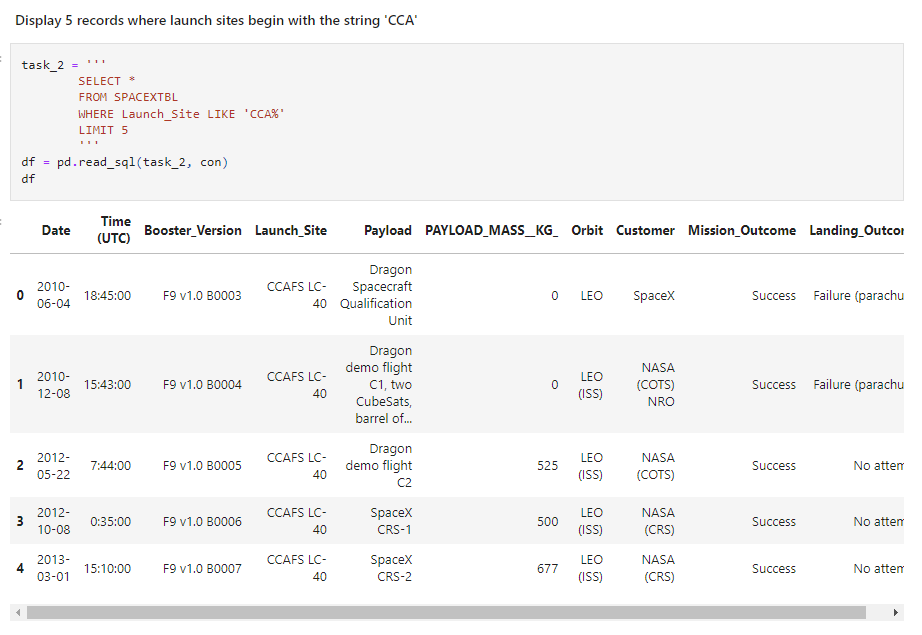 Display 5 records where launch sites begin with the string 'CCA'
task_2 = '''
SELECT *
FROM SPACEXTBL
WHERE Launch_Site LIKE 'CCA%'
LIMIT 5
'''
df = pd.read_sql(task_2, con)
df
Date Time (UTC) Booster_Version Launch_Site Payload PAYLOAD_MASS__KG_ Orbit Customer Mission_Outcome Landing_Outcor
0 2010-06-04 18:45:00 F9 v1.0 B0003 CCAFS LC-40 Dragon Spacecraft Qualification Unit 0 LEO SpaceX Success Failure (parachu
1 2010-12-08 15:43:00 F9 v1.0 B0004 CCAFS LC-40 Dragon demo flight C1, two CubeSats, barrel of... 0 LEO (ISS) NASA (COTS) NRO Success Failure (parachu
2 2012-05-22 7:44:00 F9 v1.0 B0005 CCAFS LC-40 Dragon demo flight C2 525 LEO (ISS) NASA (COTS) Success No attem
3 2012-10-08 0:35:00 F9 v1.0 B0006 CCAFS LC-40 SpaceX CRS-1 500 LEO (ISS) NASA (CRS) Success No attem
4 2013-03-01 15:10:00 F9 v1.0 B0007 CCAFS LC-40 SpaceX CRS-2 677 LEO (ISS) NASA (CRS) Success No attem